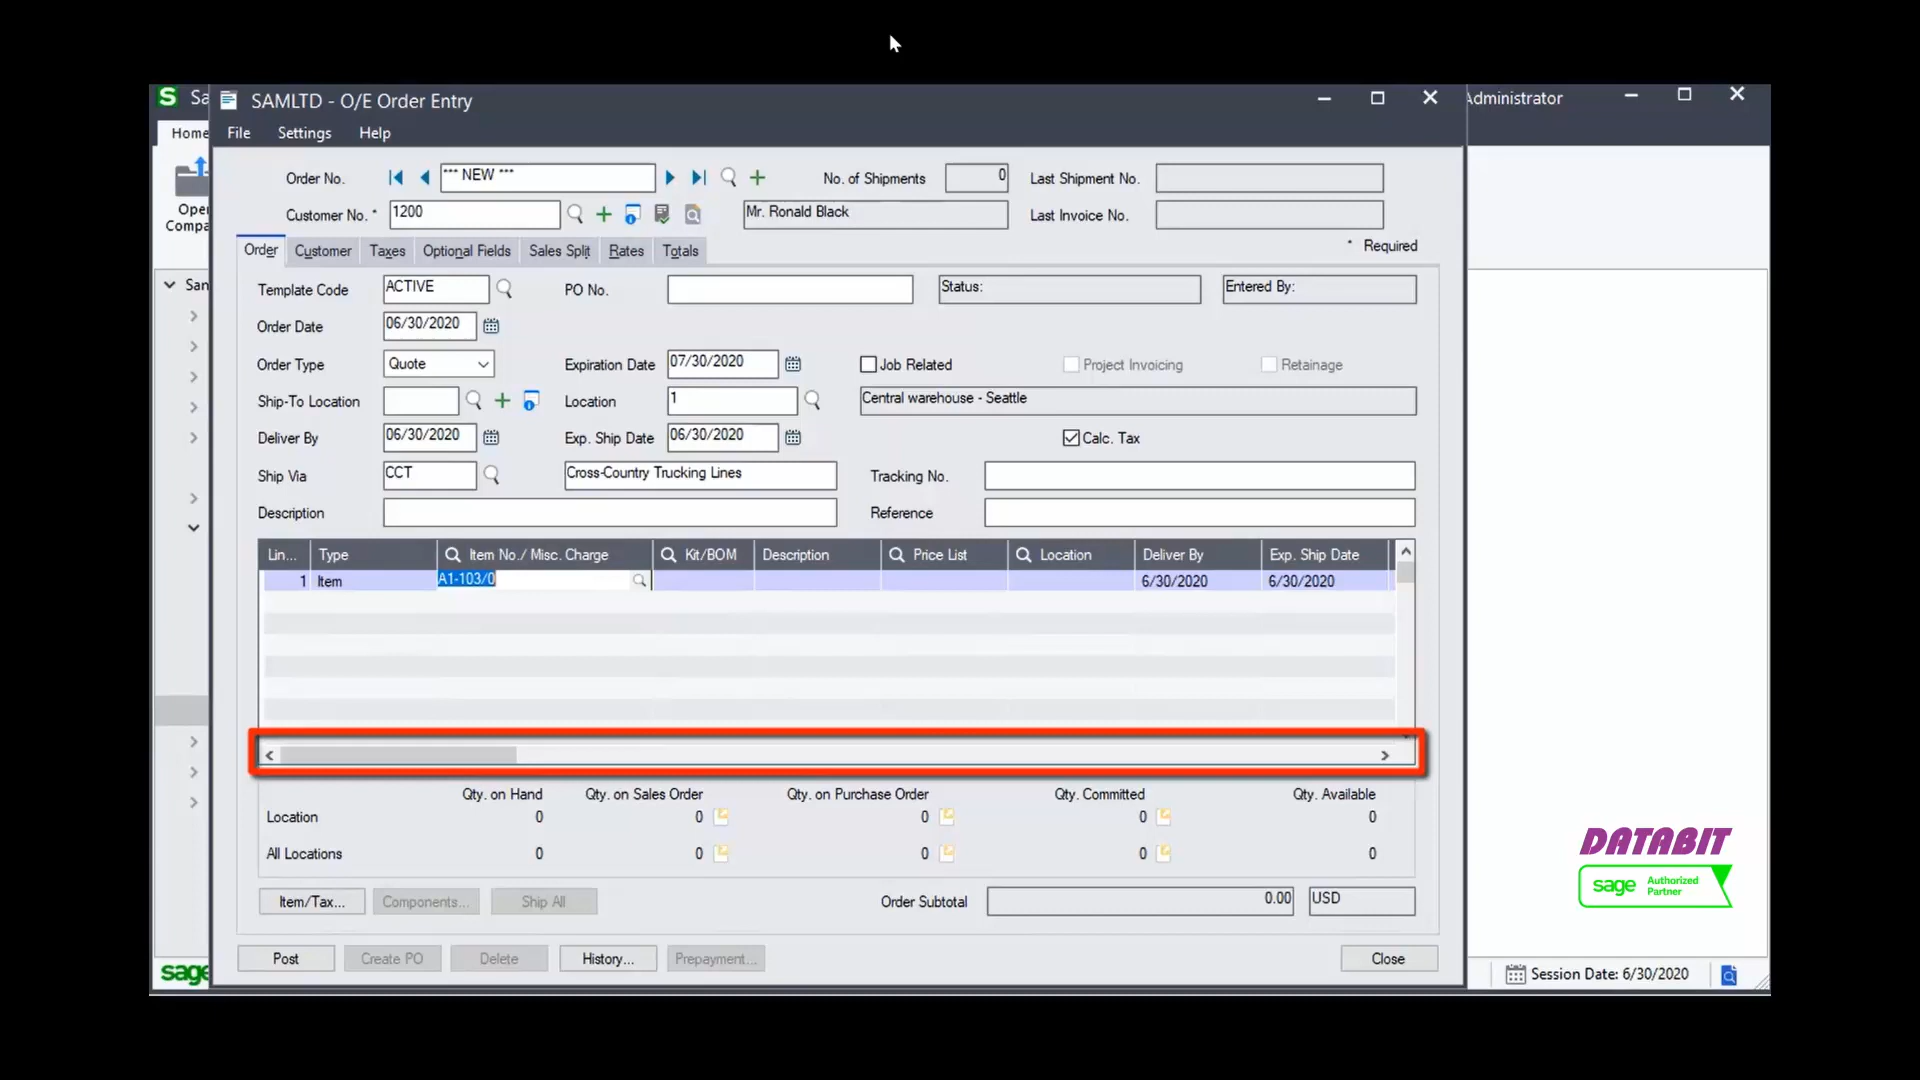 S Sa
SAMLTD - O/E Order Entry
Administrator
Home
File Settings Help
Order No. *** NEW *** No. of Shipments 0 Last Shipment No.
Customer No. * 1200 Mr. Ronald Black Last Invoice No.
Order Customer Taxes Optional Fields Sales Split Rates Totals * Required
Template Code ACTIVE PO No. Status: Entered By:
Order Date 06/30/2020
Order Type Quote Expiration Date 07/30/2020 Job Related Project Invoicing Retainage
Ship-To Location Location 1 Central warehouse - Seattle
Deliver By 06/30/2020 Exp. Ship Date 06/30/2020 Calc. Tax
Ship Via CCT Cross-Country Trucking Lines Tracking No.
Description Reference
Lin... Type Item No./ Misc. Charge Kit/BOM Description Price List Location Deliver By Exp. Ship Date
1 Item A1-103/0 6/30/2020 6/30/2020
Qty. on Hand Qty. on Sales Order Qty. on Purchase Order Qty. Committed Qty. Available
Location 0 0 0 0 0
All Locations 0 0 0 0 0
Item/Tax... Components... Ship All Order Subtotal 0.00 USD
Post Create PO Delete History... Prepayment... Close
Open
Compa
San
sage
DATABIT
sage Authorized
Partner
Session Date: 6/30/2020